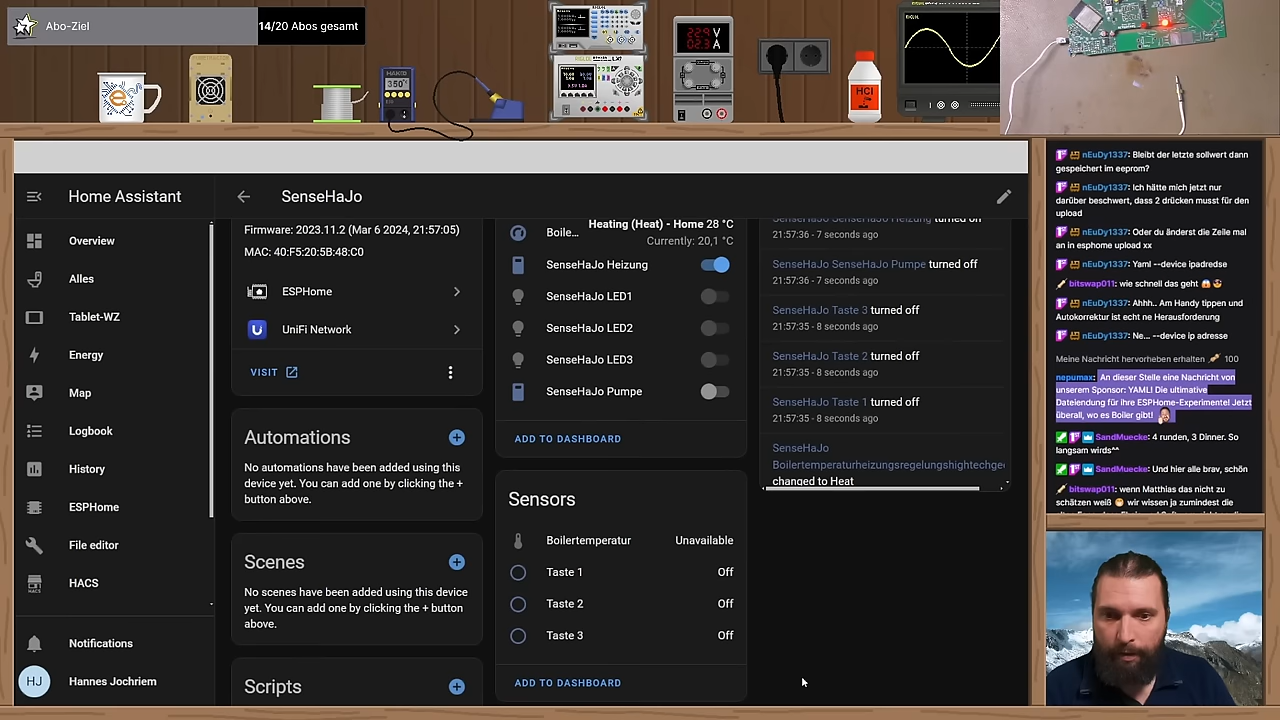 Abo-Ziel
14/20 Abos gesamt
350°
22.9 V
02.3 A
HCl
Home Assistant
Overview
Alles
Tablet-WZ
Energy
Map
Logbook
History
ESPHome
File editor
HACS
Notifications
HJ Hannes Jochriem
SenseHaJo
Firmware: 2023.11.2 (Mar 6 2024, 21:57:05)
MAC: 40:F5:20:5B:48:C0
ESPHome
UniFi Network
VISIT
Automations
No automations have been added using this
device yet. You can add one by clicking the +
button above.
Scenes
No scenes have been added using this device
yet. You can add one by clicking the + button
above.
Scripts
Boile... Heating (Heat) - Home 28 °C
Currently: 20,1 °C
SenseHaJo Heizung
SenseHaJo LED1
SenseHaJo LED2
SenseHaJo LED3
SenseHaJo Pumpe
ADD TO DASHBOARD
Sensors
Boilertemperatur Unavailable
Taste 1 Off
Taste 2 Off
Taste 3 Off
ADD TO DASHBOARD
SenseHaJo SenseHaJo Heizung turned off
21:57:36 - 7 seconds ago
SenseHaJo SenseHaJo Pumpe turned off
21:57:36 - 7 seconds ago
SenseHaJo Taste 3 turned off
21:57:35 - 8 seconds ago
SenseHaJo Taste 2 turned off
21:57:35 - 8 seconds ago
SenseHaJo Taste 1 turned off
21:57:35 - 8 seconds ago
SenseHaJo
Boilertemperaturheizungsregelungshightechge
changed to Heat
nEuDy1337: Bleibt der letzte sollwert dann
gespeichert im eeprom?
nEuDy1337: Ich hätte mich jetzt nur
darüber beschwert, dass 2 drücken musst für den
upload
nEuDy1337: Oder du änderst die Zeile mal
an in esphome upload xx
nEuDy1337: Yaml --device ipadredse
bitswap011: wie schnell das geht
nEuDy1337: Ahhh.. Am Handy tippen und
Autokorrektur ist echt ne Herausforderung
nEuDy1337: Ne... --device ip adresse
Meine Nachricht hervorheben erhalten 100
nepumax: An dieser Stelle eine Nachricht von
unserem Sponsor: YAML! Die ultimative
Dateiendung für ihre ESPHome-Experimente! Jetzt
überall, wo es Boiler gibt!
SandMuecke: 4 runden, 3 Dinner. So
langsam wirds^^
SandMuecke: Und hier alle brav, schön
bitswap011: wenn Matthias das nicht zu
schätzen weiß wir wissen ja zumindest die